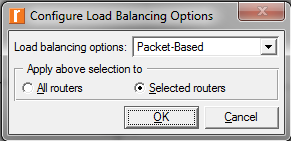 Configure Load Balancing Options
Load balancing options: Packet-Based
Apply above selection to
All routers Selected routers
OK Cancel